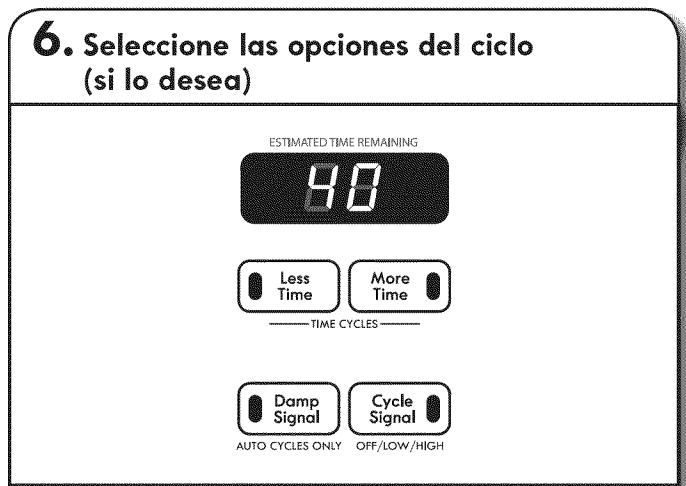 6. Seleccione las opciones del ciclo
(si lo desea)
ESTIMATED TIME REMAINING
40
Less More
Time Time
TIME CYCLES
Damp Cycle
Signal Signal
AUTO CYCLES ONLY OFF/LOW/HIGH